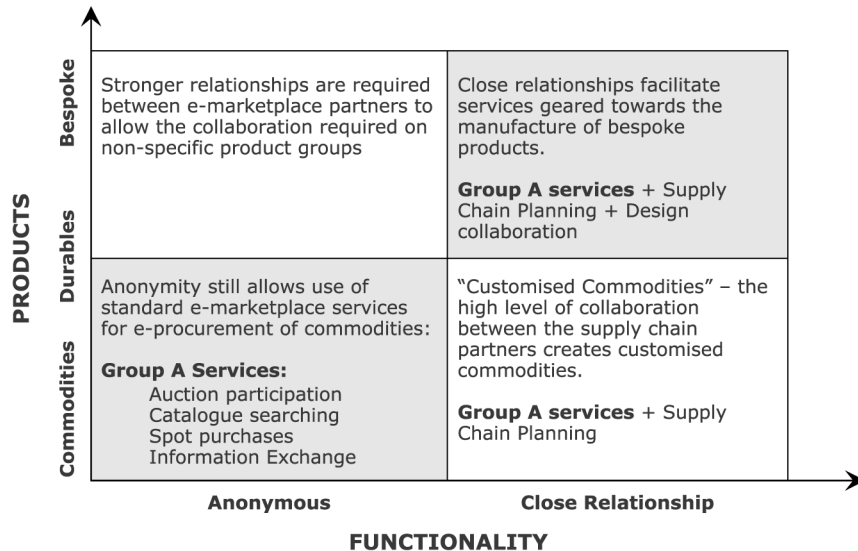 PRODUCTS
Bespoke
Durables
Commodities
Stronger relationships are required
between e-marketplace partners to
allow the collaboration required on
non-specific product groups
Close relationships facilitate
services geared towards the
manufacture of bespoke
products.
Group A services + Supply
Chain Planning + Design
collaboration
Anonymity still allows use of
standard e-marketplace services
for e-procurement of commodities:
Group A Services:
Auction participation
Catalogue searching
Spot purchases
Information Exchange
“Customised Commodities” – the
high level of collaboration
between the supply chain
partners creates customised
commodities.
Group A services + Supply
Chain Planning
Anonymous
Close Relationship
FUNCTIONALITY